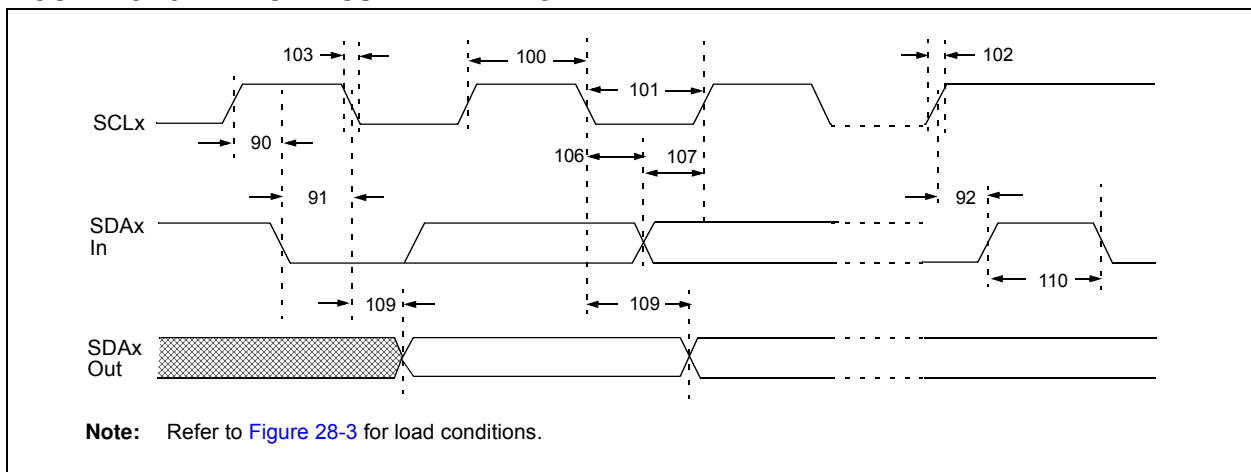 103
100
102
101
SCLx
90
106
107
91
92
SDAx
In
110
109
109
SDAx
Out
Note: Refer to Figure 28-3 for load conditions.